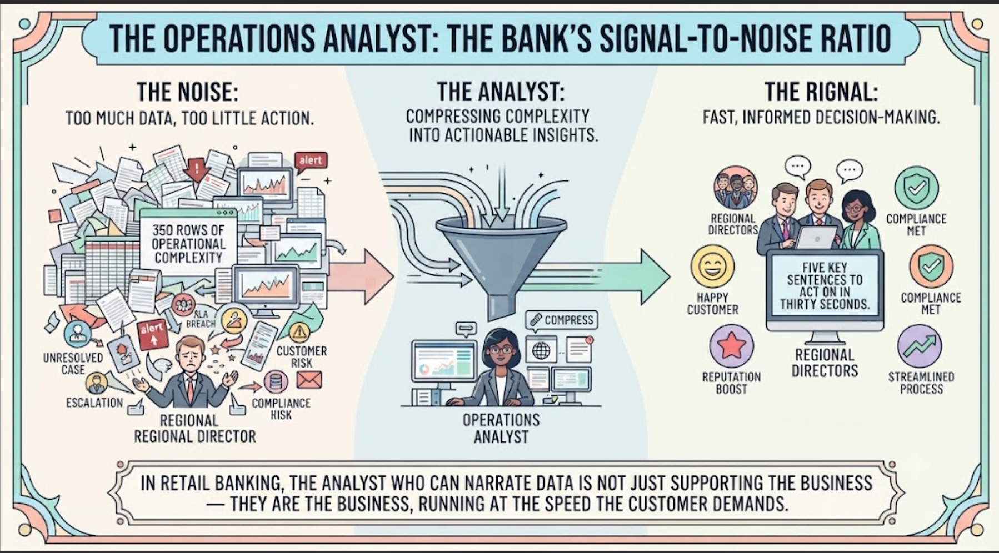 THE OPERATIONS ANALYST: THE BANK'S SIGNAL-TO-NOISE RATIO
THE NOISE:
TOO MUCH DATA, TOO LITTLE ACTION.
alert
350 ROWS OF
OPERATIONAL
COMPLEXITY
ALA
BREACH
alert
UNRESOLVED
CASE
CUSTOMER
RISK
ESCALATION
COMPLIANCE
RISK
REGIONAL
REGIONAL DIRECTOR
THE ANALYST:
COMPRESSING COMPLEXITY
INTO ACTIONABLE INSIGHTS.
COMPRESS
OPERATIONS
ANALYST
THE RIGNAL:
FAST, INFORMED DECISION-MAKING.
REGIONAL
DIRECTORS
COMPLIANCE
MET
HAPPY
CUSTOMER
FIVE KEY
SENTENCES TO
ACT ON IN
THIRTY SECONDS.
COMPLIANCE
MET
REPUTATION
BOOST
REGIONAL
DIRECTORS
STREAMLINED
PROCESS
IN RETAIL BANKING, THE ANALYST WHO CAN NARRATE DATA IS NOT JUST SUPPORTING THE BUSINESS
— THEY ARE THE BUSINESS, RUNNING AT THE SPEED THE CUSTOMER DEMANDS.